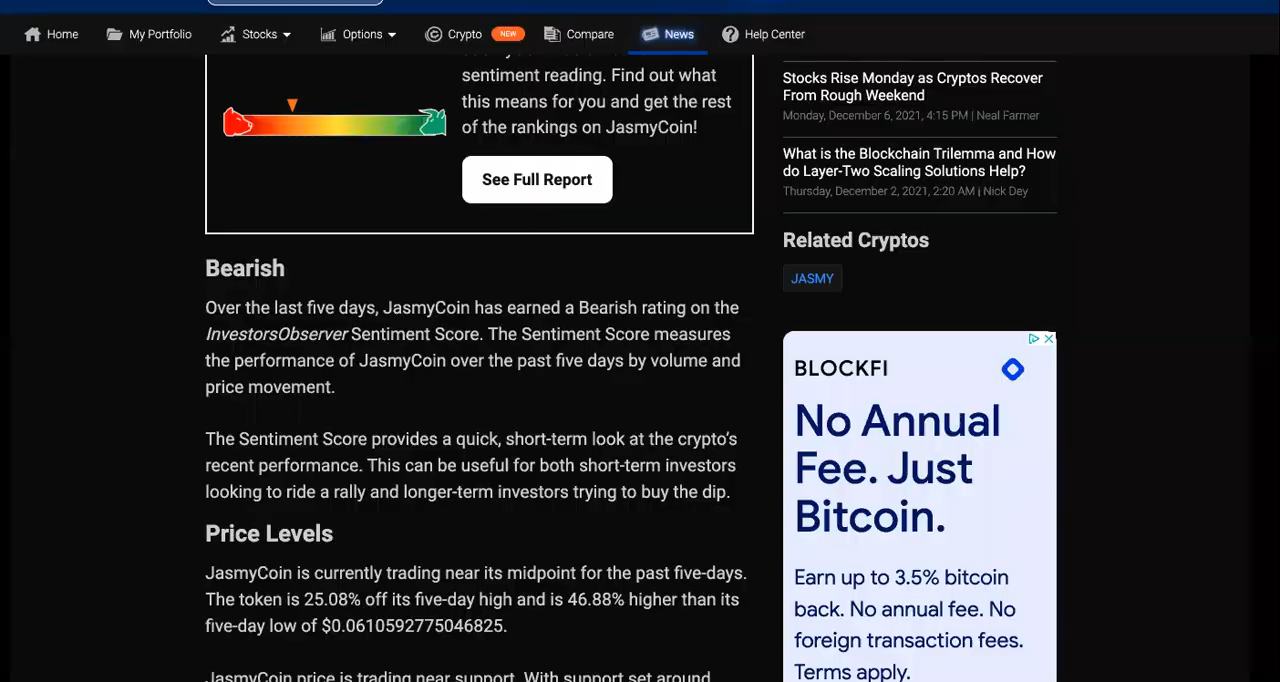 Home
My Portfolio
Stocks
Options
Crypto
NEW
Compare
News
Help Center
sentiment reading. Find out what
this means for you and get the rest
of the rankings on JasmyCoin!
See Full Report
Bearish
Over the last five days, JasmyCoin has earned a Bearish rating on the
InvestorsObserver Sentiment Score. The Sentiment Score measures
the performance of JasmyCoin over the past five days by volume and
price movement.
The Sentiment Score provides a quick, short-term look at the crypto's
recent performance. This can be useful for both short-term investors
looking to ride a rally and longer-term investors trying to buy the dip.
Price Levels
JasmyCoin is currently trading near its midpoint for the past five-days.
The token is 25.08% off its five-day high and is 46.88% higher than its
five-day low of $0.0610592775046825.
JasmyCoin price is trading near support. With support set around
Stocks Rise Monday as Cryptos Recover
From Rough Weekend
Monday, December 6, 2021, 4:15 PM | Neal Farmer
What is the Blockchain Trilemma and How
do Layer-Two Scaling Solutions Help?
Thursday, December 2, 2021, 2:20 AM | Nick Dey
Related Cryptos
JASMY
BLOCKFI
No Annual
Fee. Just
Bitcoin.
Earn up to 3.5% bitcoin
back. No annual fee. No
foreign transaction fees.
Terms apply.